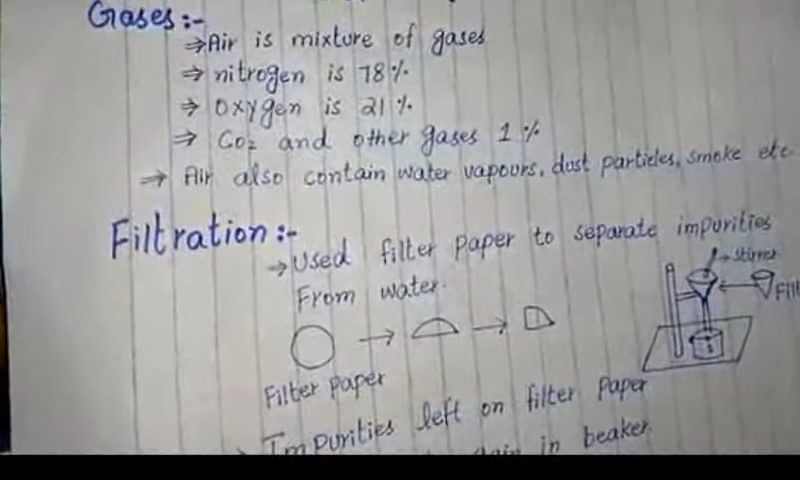 Gases:-
⇒Air is mixture of gases
⇒ nitrogen is 78%
⇒ Oxygen is 21%
⇒ Co₂ and other gases 1%
⇒ Air also contain water vapours, dust particles, smoke etc.
Filtration:-
→Used filter paper to separate impurities
From water.
→stirrer
Filter paper
Impurities left on filter paper
in beaker.